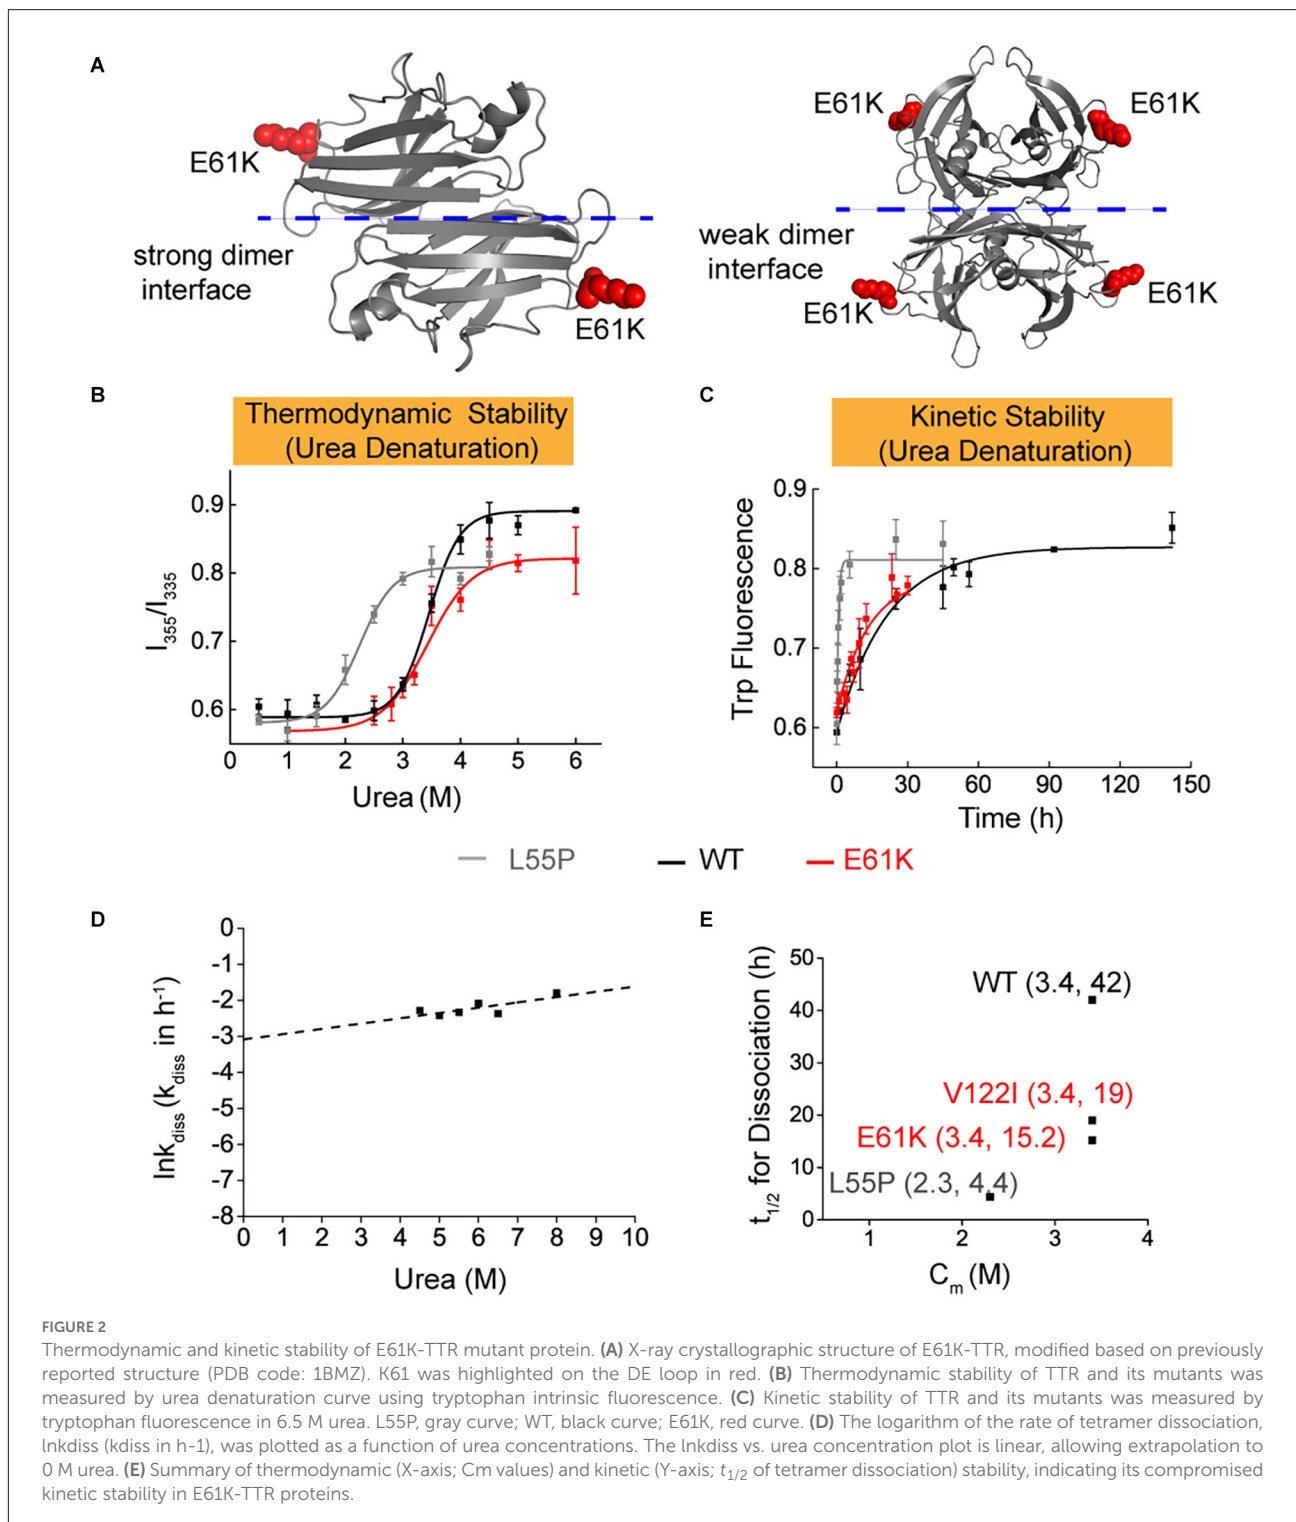 A
E61K
E61K
strong dimer
interface
E61K
E61K
weak dimer
interface
E61K
E61K
B
Thermodynamic Stability
(Urea Denaturation)
I355/I335
0.9
0.8
0.7
0.6
0 1 2 3 4 5 6
Urea (M)
C
Kinetic Stability
(Urea Denaturation)
Trp Fluorescence
0.9
0.8
0.7
0.6
0 30 60 90 120 150
Time (h)
L55P WT E61K
D
lnkdiss (kdiss in h-1)
0
-1
-2
-3
-4
-5
-6
-7
-8
0 1 2 3 4 5 6 7 8 9 10
Urea (M)
E
t1/2 for Dissociation (h)
50
40
30
20
10
0
WT (3.4, 42)
V122I (3.4, 19)
E61K (3.4, 15.2)
L55P (2.3, 4.4)
1 2 3 4
Cm (M)
FIGURE 2
Thermodynamic and kinetic stability of E61K-TTR mutant protein. (A) X-ray crystallographic structure of E61K-TTR, modified based on previously
reported structure (PDB code: 1BMZ). K61 was highlighted on the DE loop in red. (B) Thermodynamic stability of TTR and its mutants was
measured by urea denaturation curve using tryptophan intrinsic fluorescence. (C) Kinetic stability of TTR and its mutants was measured by
tryptophan fluorescence in 6.5 M urea. L55P, gray curve; WT, black curve; E61K, red curve. (D) The logarithm of the rate of tetramer dissociation,
lnkdiss (kdiss in h-1), was plotted as a function of urea concentrations. The lnkdiss vs. urea concentration plot is linear, allowing extrapolation to
0 M urea. (E) Summary of thermodynamic (X-axis; Cm values) and kinetic (Y-axis; t1/2 of tetramer dissociation) stability, indicating its compromised
kinetic stability in E61K-TTR proteins.